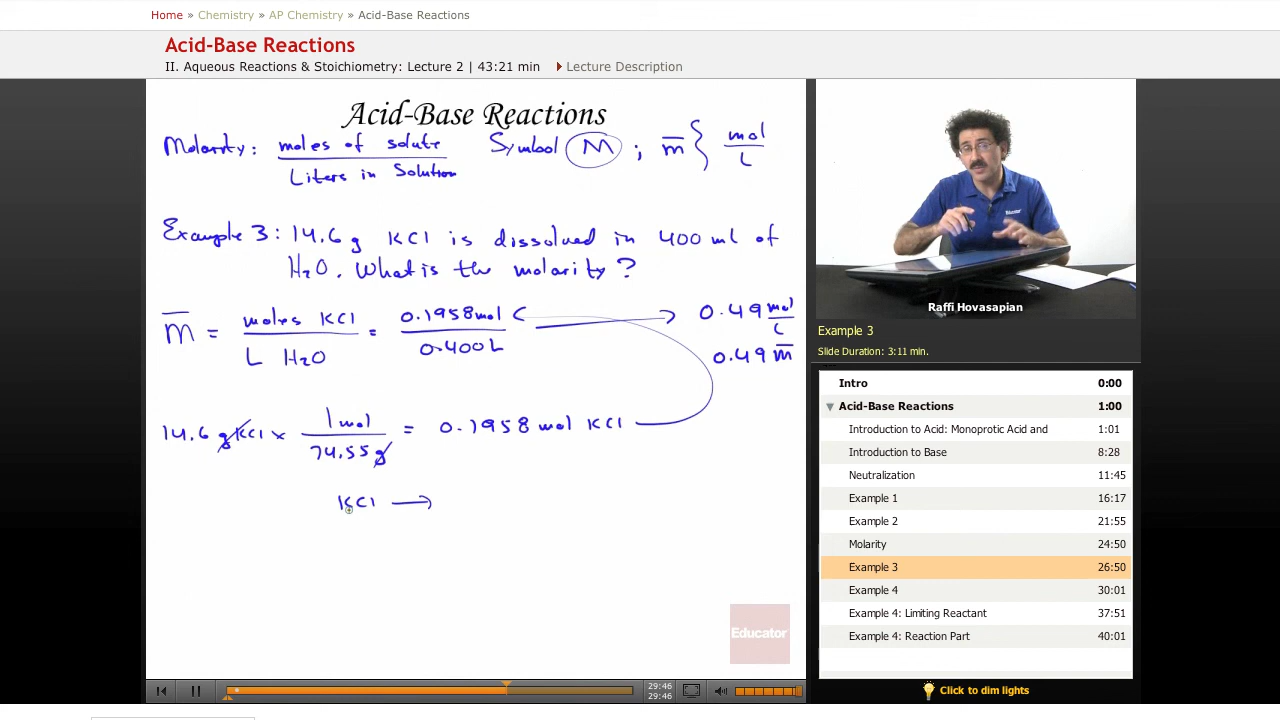 Home » Chemistry » AP Chemistry » Acid-Base Reactions
Acid-Base Reactions
II. Aqueous Reactions & Stoichiometry: Lecture 2 | 43:21 min Lecture Description
Acid-Base Reactions
Molarity: moles of solute / Liters in Solution Symbol M ; m̅ } mol / L
Example 3: 14.6 g KCl is dissolved in 400 ml of
H₂O. What is the molarity?
M̅ = moles KCl / L H₂O = 0.1958 mol / 0.400 L → 0.49 mol / L
0.49 m̅
14.6 g KCl × 1 mol / 74.55 g = 0.1958 mol KCl
KCl →
Educator
29:46
29:46
Educator
Raffi Hovasapian
Example 3
Slide Duration: 3:11 min.
Intro 0:00
Acid-Base Reactions 1:00
Introduction to Acid: Monoprotic Acid and 1:01
Introduction to Base 8:28
Neutralization 11:45
Example 1 16:17
Example 2 21:55
Molarity 24:50
Example 3 26:50
Example 4 30:01
Example 4: Limiting Reactant 37:51
Example 4: Reaction Part 40:01
Click to dim lights